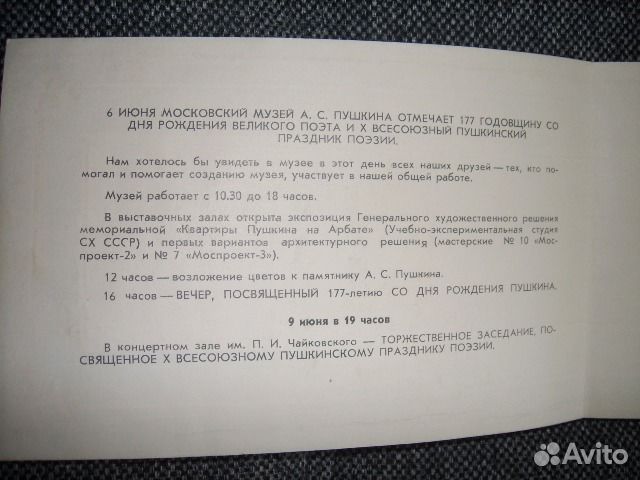 6 ИЮНЯ МОСКОВСКИЙ МУЗЕЙ А. С. ПУШКИНА ОТМЕЧАЕТ 177 ГОДОВЩИНУ СО
ДНЯ РОЖДЕНИЯ ВЕЛИКОГО ПОЭТА И X ВСЕСОЮЗНЫЙ ПУШКИНСКИЙ
ПРАЗДНИК ПОЭЗИИ.
Нам хотелось бы увидеть в музее в этот день всех наших друзей — тех, кто по-
могал и помогает созданию музея, участвует в нашей общей работе.
Музей работает с 10.30 до 18 часов.
В выставочных залах открыта экспозиция Генерального художественного решения
мемориальной «Квартиры Пушкина на Арбате» (Учебно-экспериментальная студия
СХ СССР) и первых вариантов архитектурного решения (мастерские № 10 «Мос-
проект-2» и № 7 «Моспроект-3»).
12 часов — возложение цветов к памятнику А. С. Пушкина.
16 часов — ВЕЧЕР, ПОСВЯЩЕННЫЙ 177-летию СО ДНЯ РОЖДЕНИЯ ПУШКИНА.
9 июня в 19 часов
В концертном зале им. П. И. Чайковского — ТОРЖЕСТВЕННОЕ ЗАСЕДАНИЕ, ПО-
СВЯЩЕННОЕ X ВСЕСОЮЗНОМУ ПУШКИНСКОМУ ПРАЗДНИКУ ПОЭЗИИ.
Avito